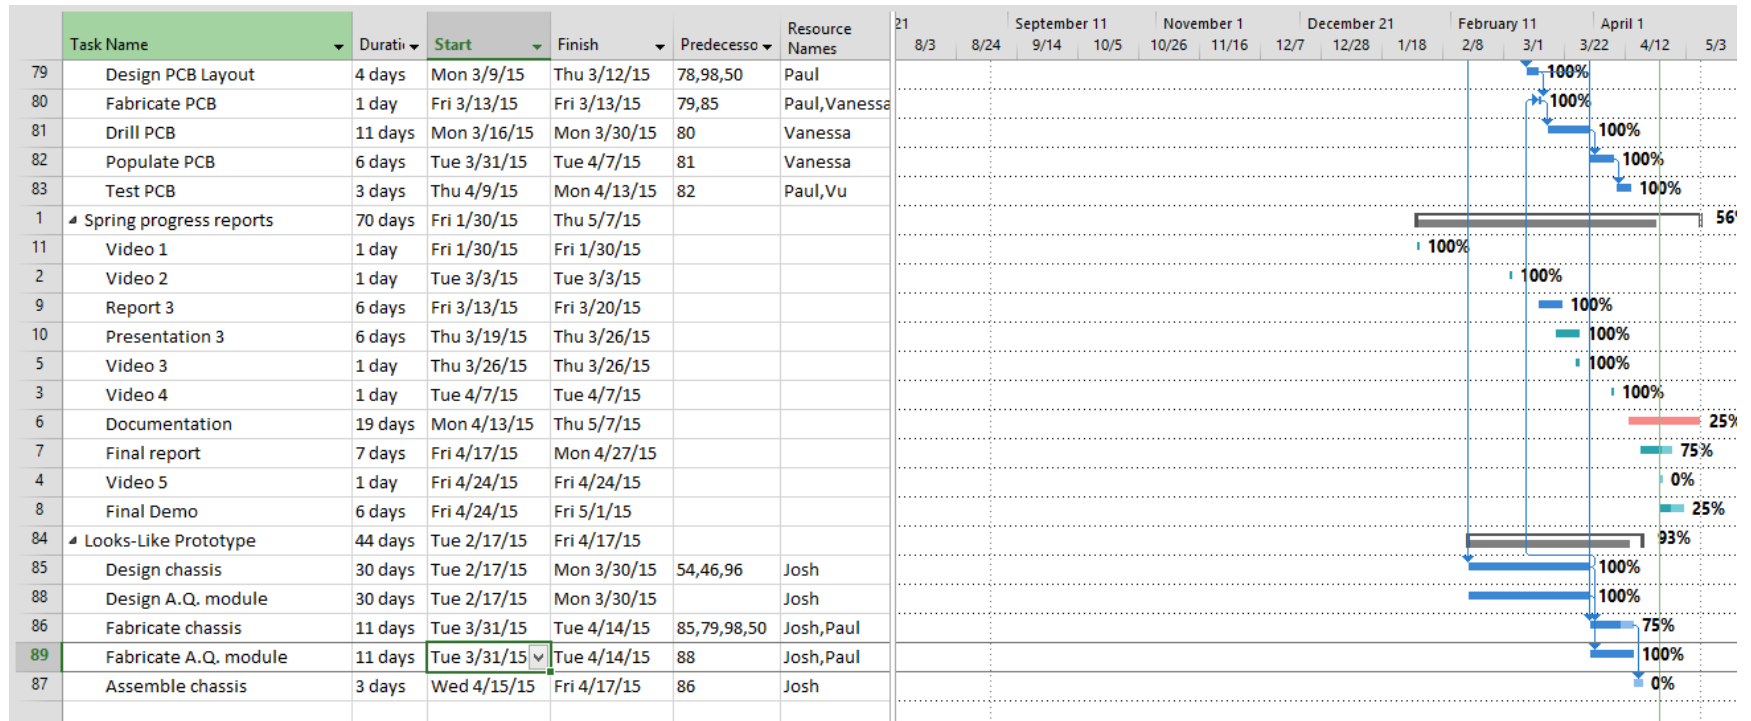 Task Name Durati Start Finish Predecesso Resource Names
21 September 11 November 1 December 21 February 11 April 1
8/3 8/24 9/14 10/5 10/26 11/16 12/7 12/28 1/18 2/8 3/1 3/22 4/12 5/3
79 Design PCB Layout 4 days Mon 3/9/15 Thu 3/12/15 78,98,50 Paul 100%
80 Fabricate PCB 1 day Fri 3/13/15 Fri 3/13/15 79,85 Paul,Vanessa 100%
81 Drill PCB 11 days Mon 3/16/15 Mon 3/30/15 80 Vanessa 100%
82 Populate PCB 6 days Tue 3/31/15 Tue 4/7/15 81 Vanessa 100%
83 Test PCB 3 days Thu 4/9/15 Mon 4/13/15 82 Paul,Vu 100%
1 Spring progress reports 70 days Fri 1/30/15 Thu 5/7/15 56%
11 Video 1 1 day Fri 1/30/15 Fri 1/30/15 100%
2 Video 2 1 day Tue 3/3/15 Tue 3/3/15 100%
9 Report 3 6 days Fri 3/13/15 Fri 3/20/15 100%
10 Presentation 3 6 days Thu 3/19/15 Thu 3/26/15 100%
5 Video 3 1 day Thu 3/26/15 Thu 3/26/15 100%
3 Video 4 1 day Tue 4/7/15 Tue 4/7/15 100%
6 Documentation 19 days Mon 4/13/15 Thu 5/7/15 25%
7 Final report 7 days Fri 4/17/15 Mon 4/27/15 75%
4 Video 5 1 day Fri 4/24/15 Fri 4/24/15 0%
8 Final Demo 6 days Fri 4/24/15 Fri 5/1/15 25%
84 Looks-Like Prototype 44 days Tue 2/17/15 Fri 4/17/15 93%
85 Design chassis 30 days Tue 2/17/15 Mon 3/30/15 54,46,96 Josh 100%
88 Design A.Q. module 30 days Tue 2/17/15 Mon 3/30/15 Josh 100%
86 Fabricate chassis 11 days Tue 3/31/15 Tue 4/14/15 85,79,98,50 Josh,Paul 75%
89 Fabricate A.Q. module 11 days Tue 3/31/15 Tue 4/14/15 88 Josh,Paul 100%
87 Assemble chassis 3 days Wed 4/15/15 Fri 4/17/15 86 Josh 0%